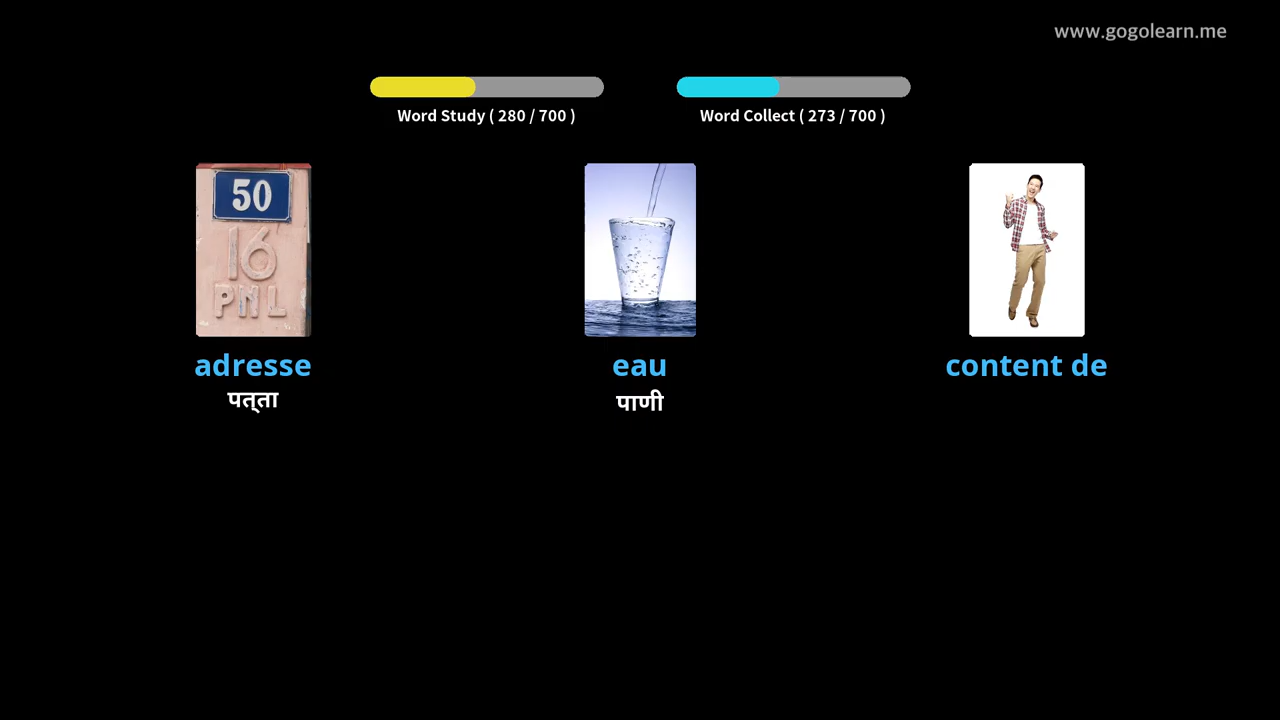 www.gogolearn.me
Word Study ( 280 / 700 )
Word Collect ( 273 / 700 )
50
16
PNL
adresse
eau
content de
पत्‌ता
पाणी